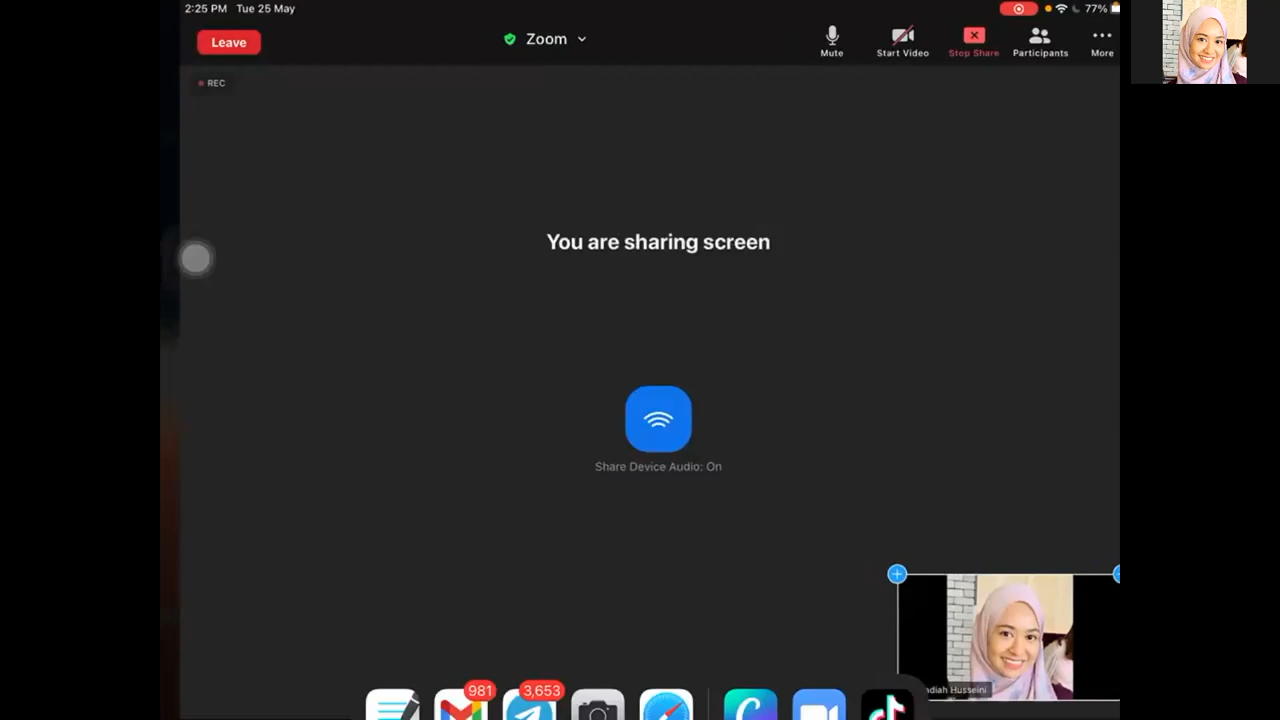 2:25 PM Tue 25 May
77%
Leave
Zoom
Mute
Start Video
Stop Share
Participants
More
REC
You are sharing screen
Share Device Audio: On
Husseini
981
3,653